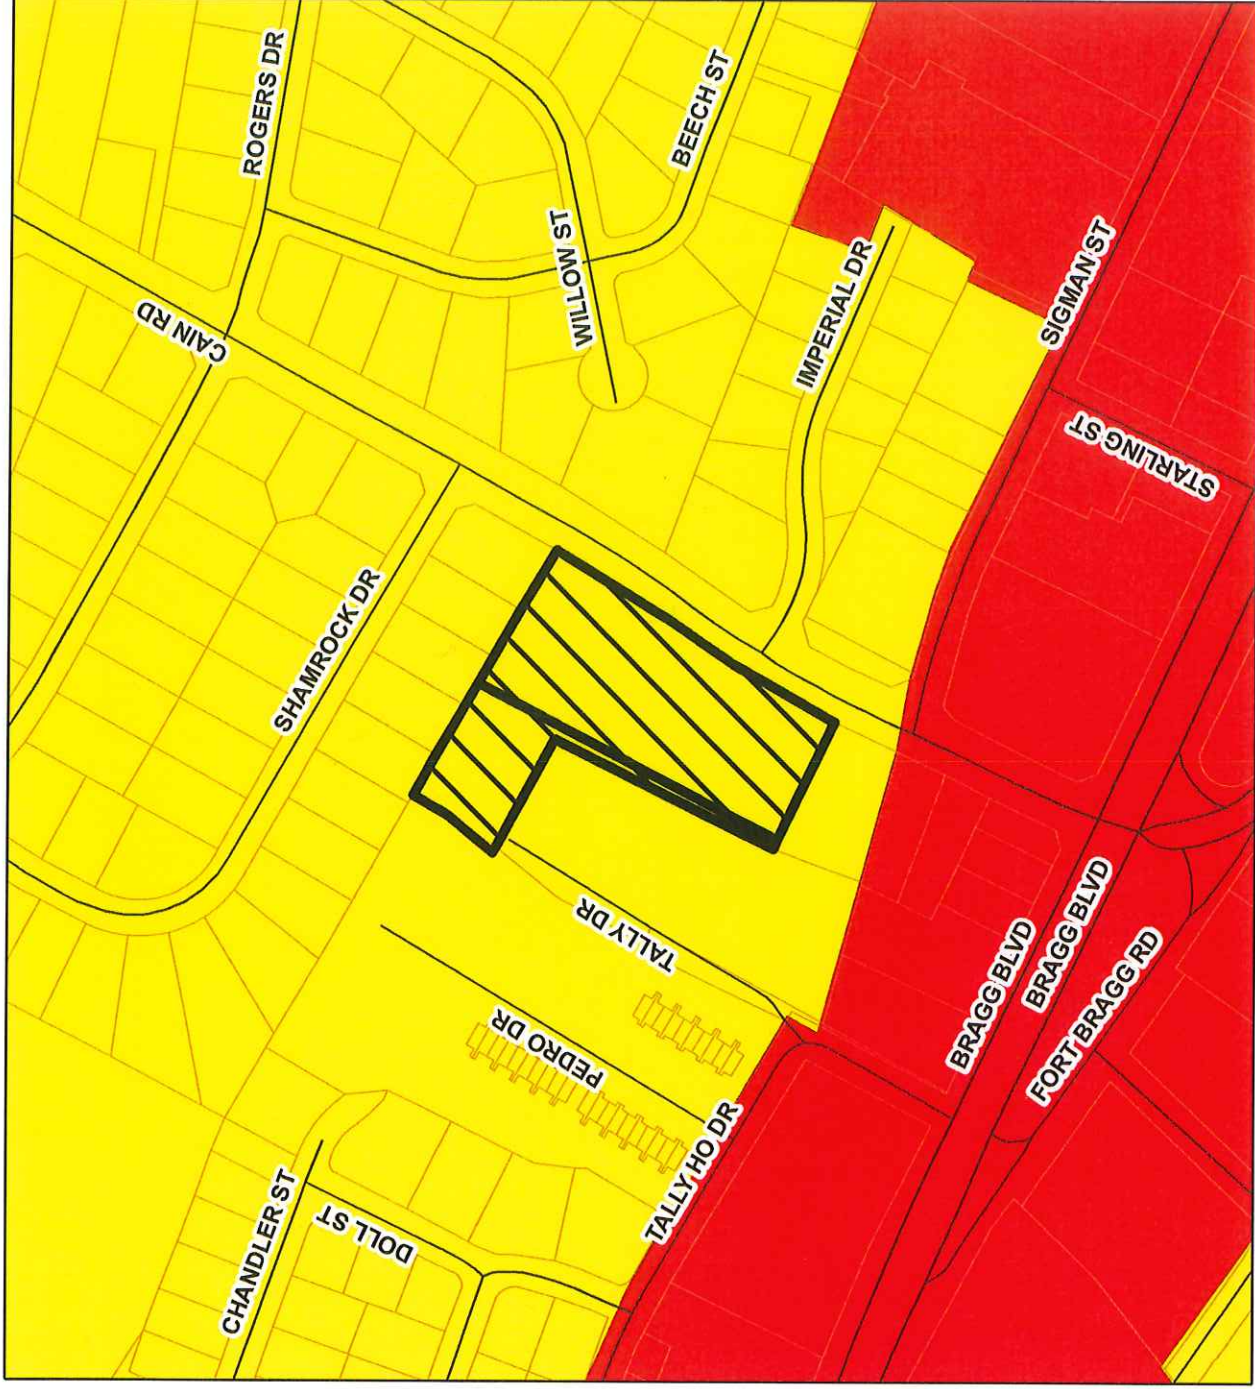 ROGERS DR
BEECH ST
CAIN RD
WILLOW ST
IMPERIAL DR
SIGMAN ST
STARLING ST
SHAMROCK DR
TALLY DR
PEDRO DR
BRAGG BLVD
BRAGG BLVD
FORT BRAGG RD
TALLY HO DR
CHANDLER ST
DOLL ST